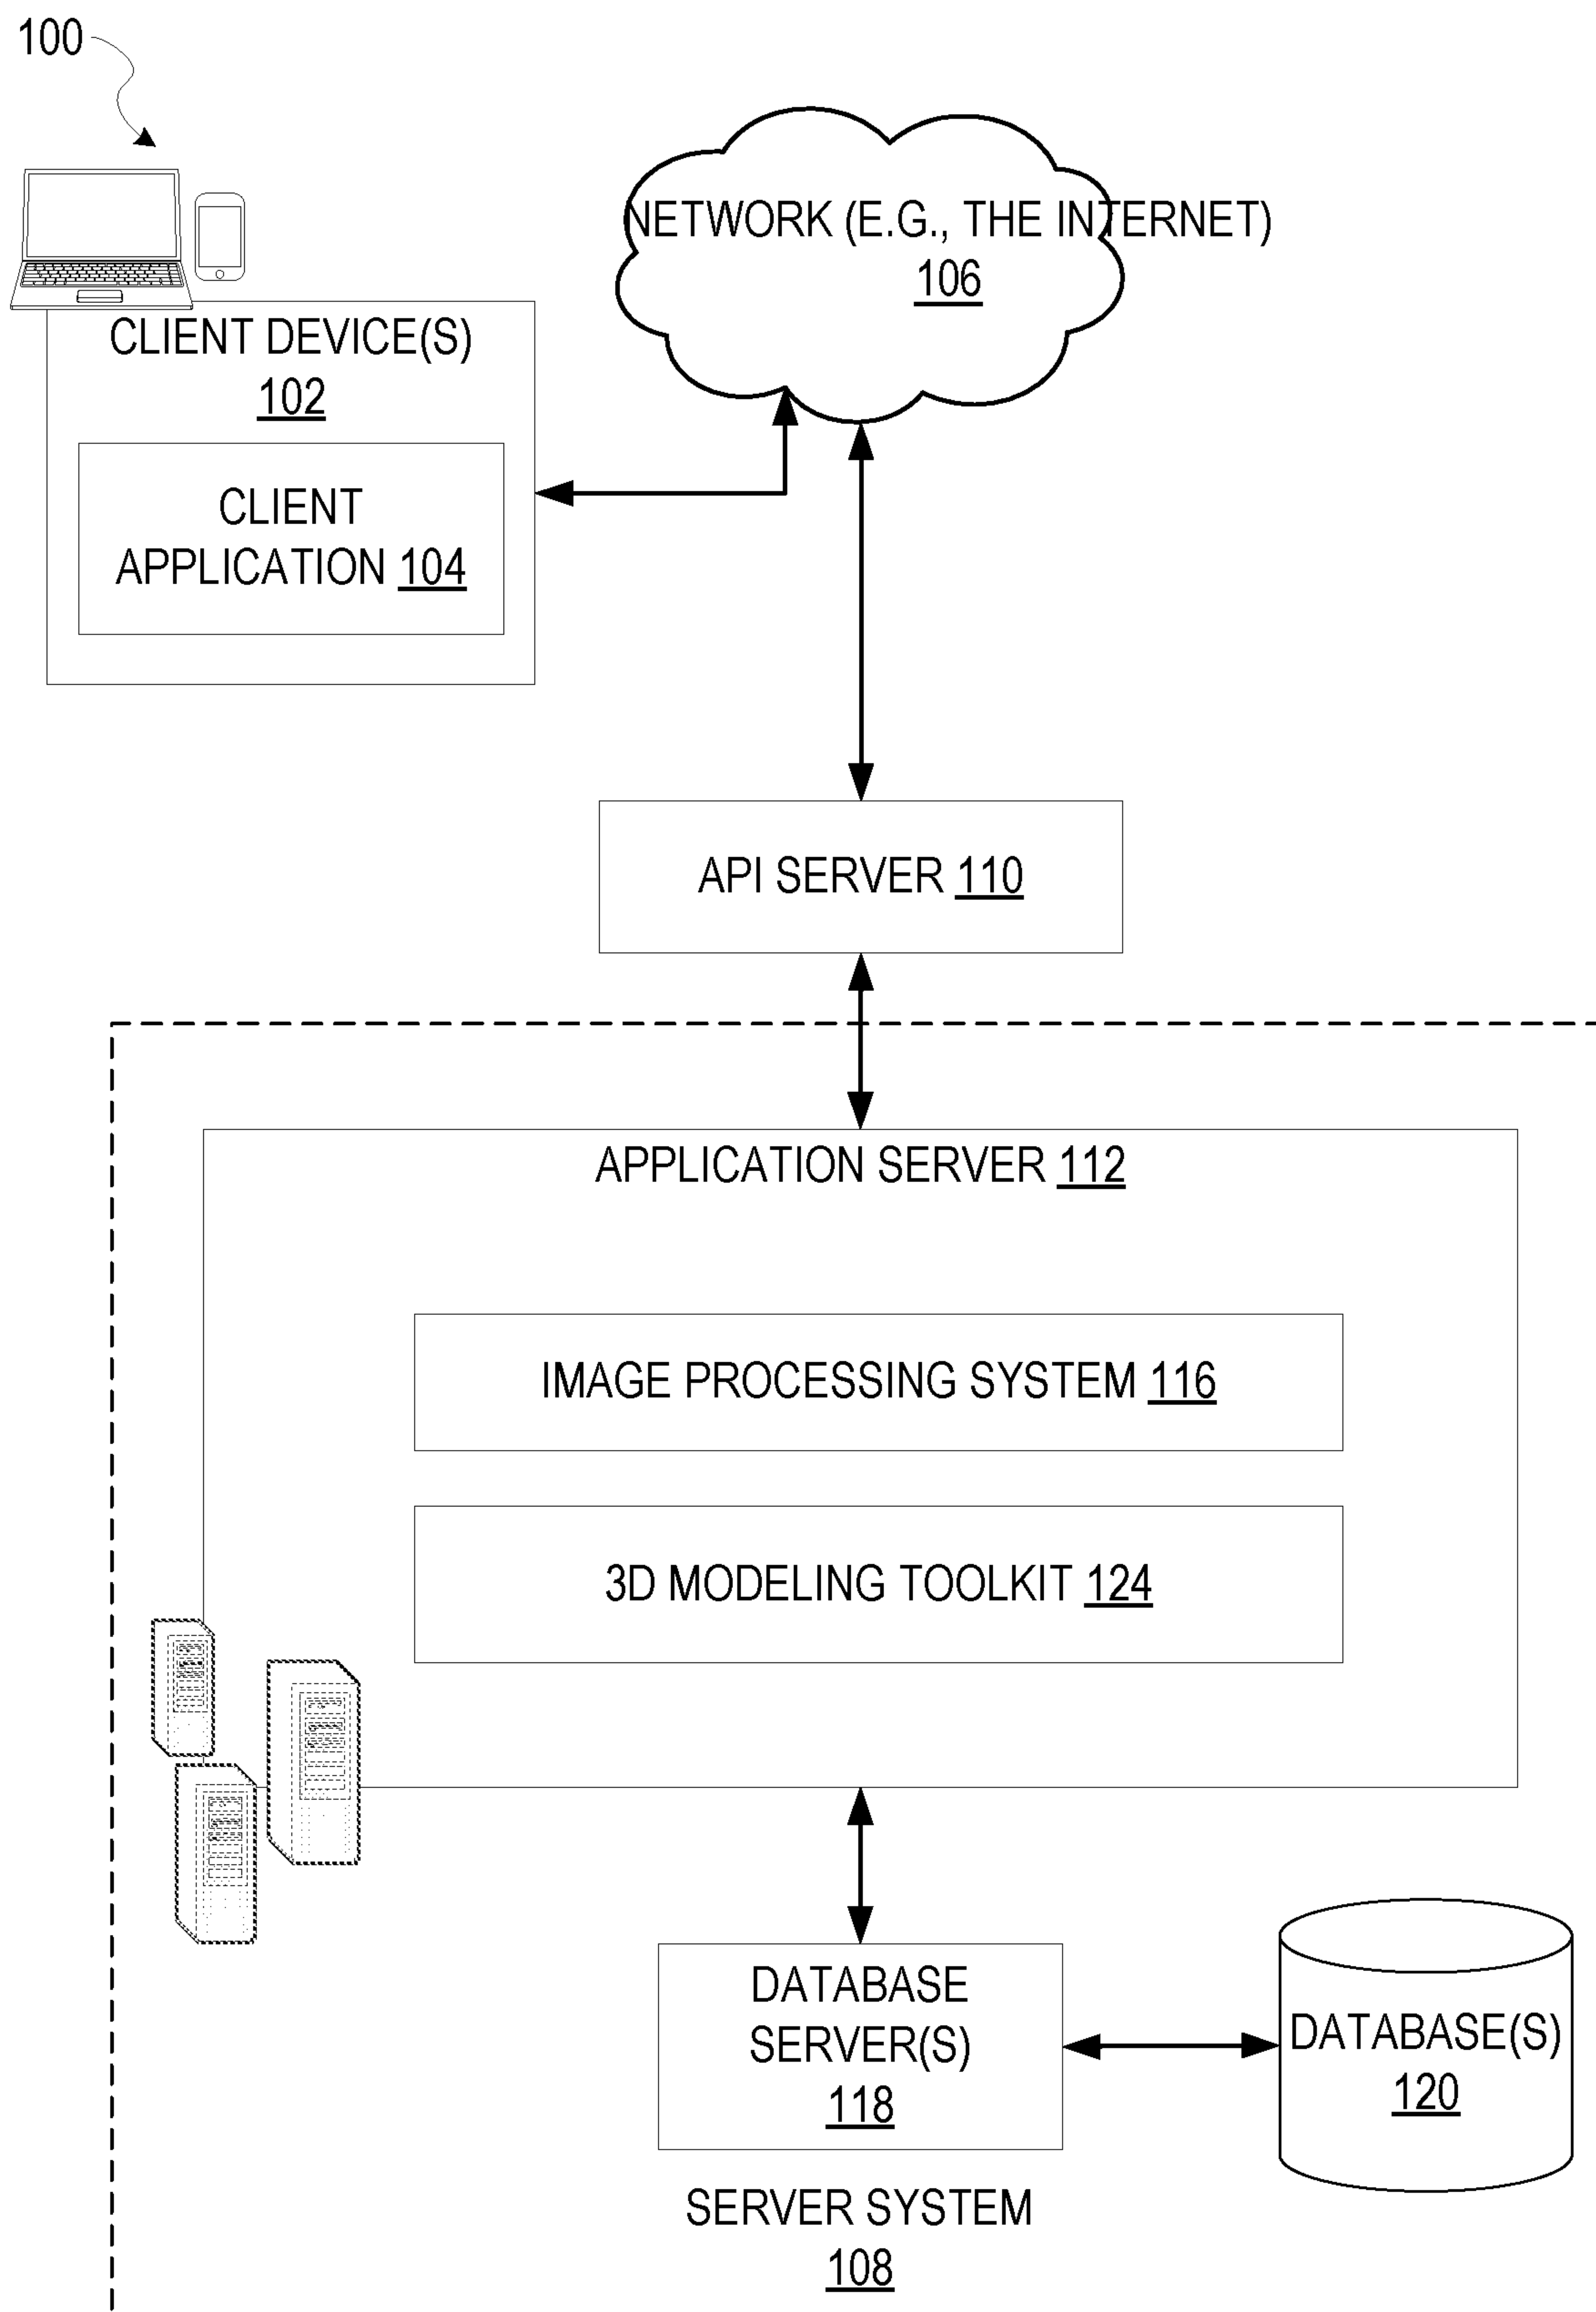 100
NETWORK (E.G., THE INTERNET)
106
CLIENT DEVICE(S)
102
CLIENT
APPLICATION 104
API SERVER 110
APPLICATION SERVER 112
IMAGE PROCESSING SYSTEM 116
3D MODELING TOOLKIT 124
DATABASE
SERVER(S)
118
DATABASE(S)
120
SERVER SYSTEM
108